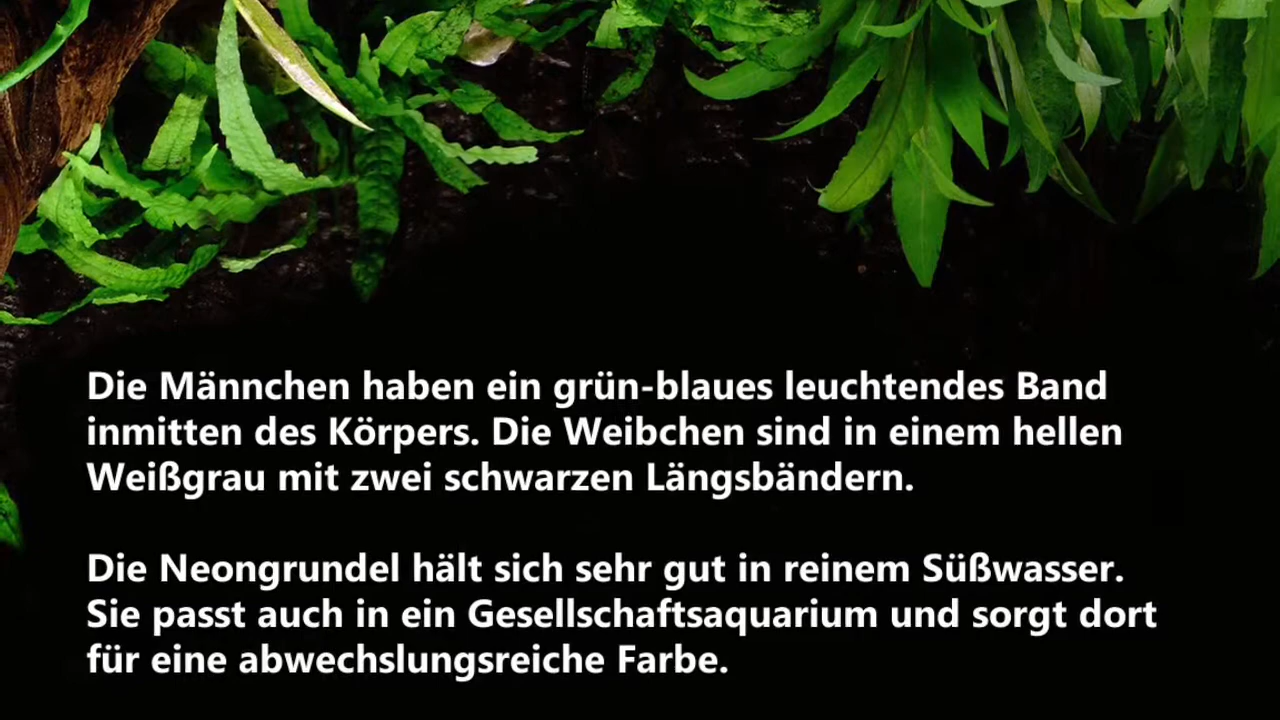 Die Männchen haben ein grün-blaues leuchtendes Band
inmitten des Körpers. Die Weibchen sind in einem hellen
Weißgrau mit zwei schwarzen Längsbändern.
Die Neongrundel hält sich sehr gut in reinem Süßwasser.
Sie passt auch in ein Gesellschaftsaquarium und sorgt dort
für eine abwechslungsreiche Farbe.